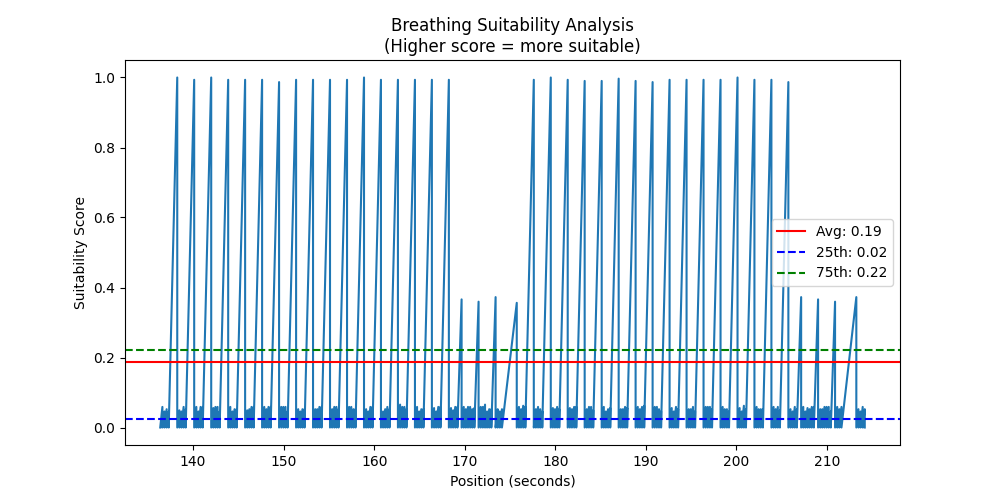 Breathing Suitability Analysis
(Higher score = more suitable)
Suitability Score
1.0
0.8
0.6
0.4
0.2
0.0
Avg: 0.19
25th: 0.02
75th: 0.22
140
150
160
170
180
190
200
210
Position (seconds)